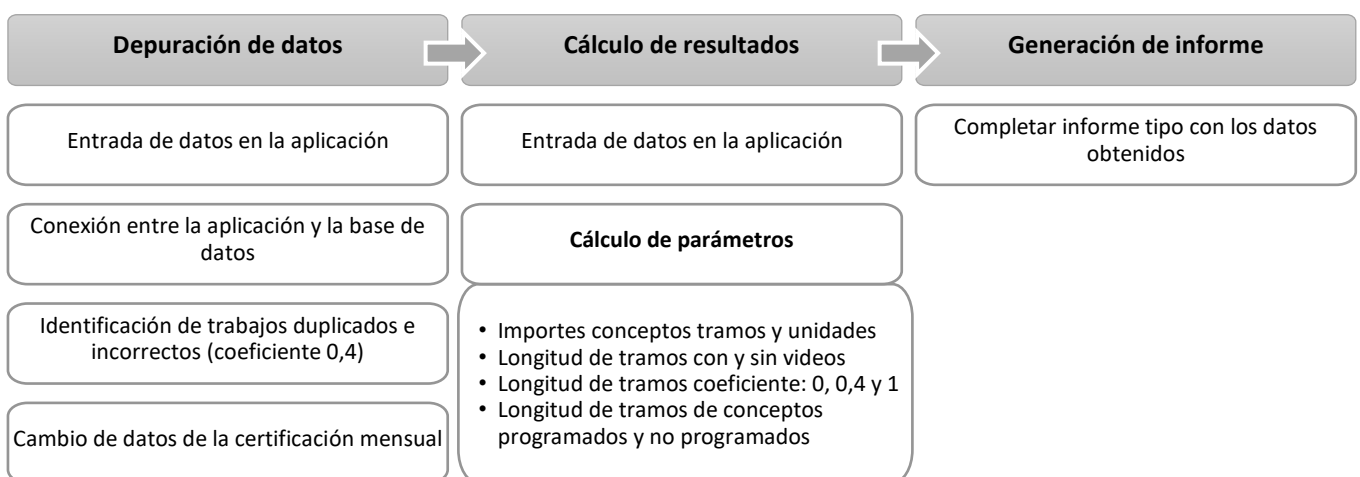 Depuración de datos
Cálculo de resultados
Generación de informe
Entrada de datos en la aplicación
Conexión entre la aplicación y la base de
datos
Identificación de trabajos duplicados e
incorrectos (coeficiente 0,4)
Cambio de datos de la certificación mensual
Entrada de datos en la aplicación
Cálculo de parámetros
• Importes conceptos tramos y unidades
• Longitud de tramos con y sin videos
• Longitud de tramos coeficiente: 0, 0,4 y 1
• Longitud de tramos de conceptos
programados y no programados
Completar informe tipo con los datos
obtenidos